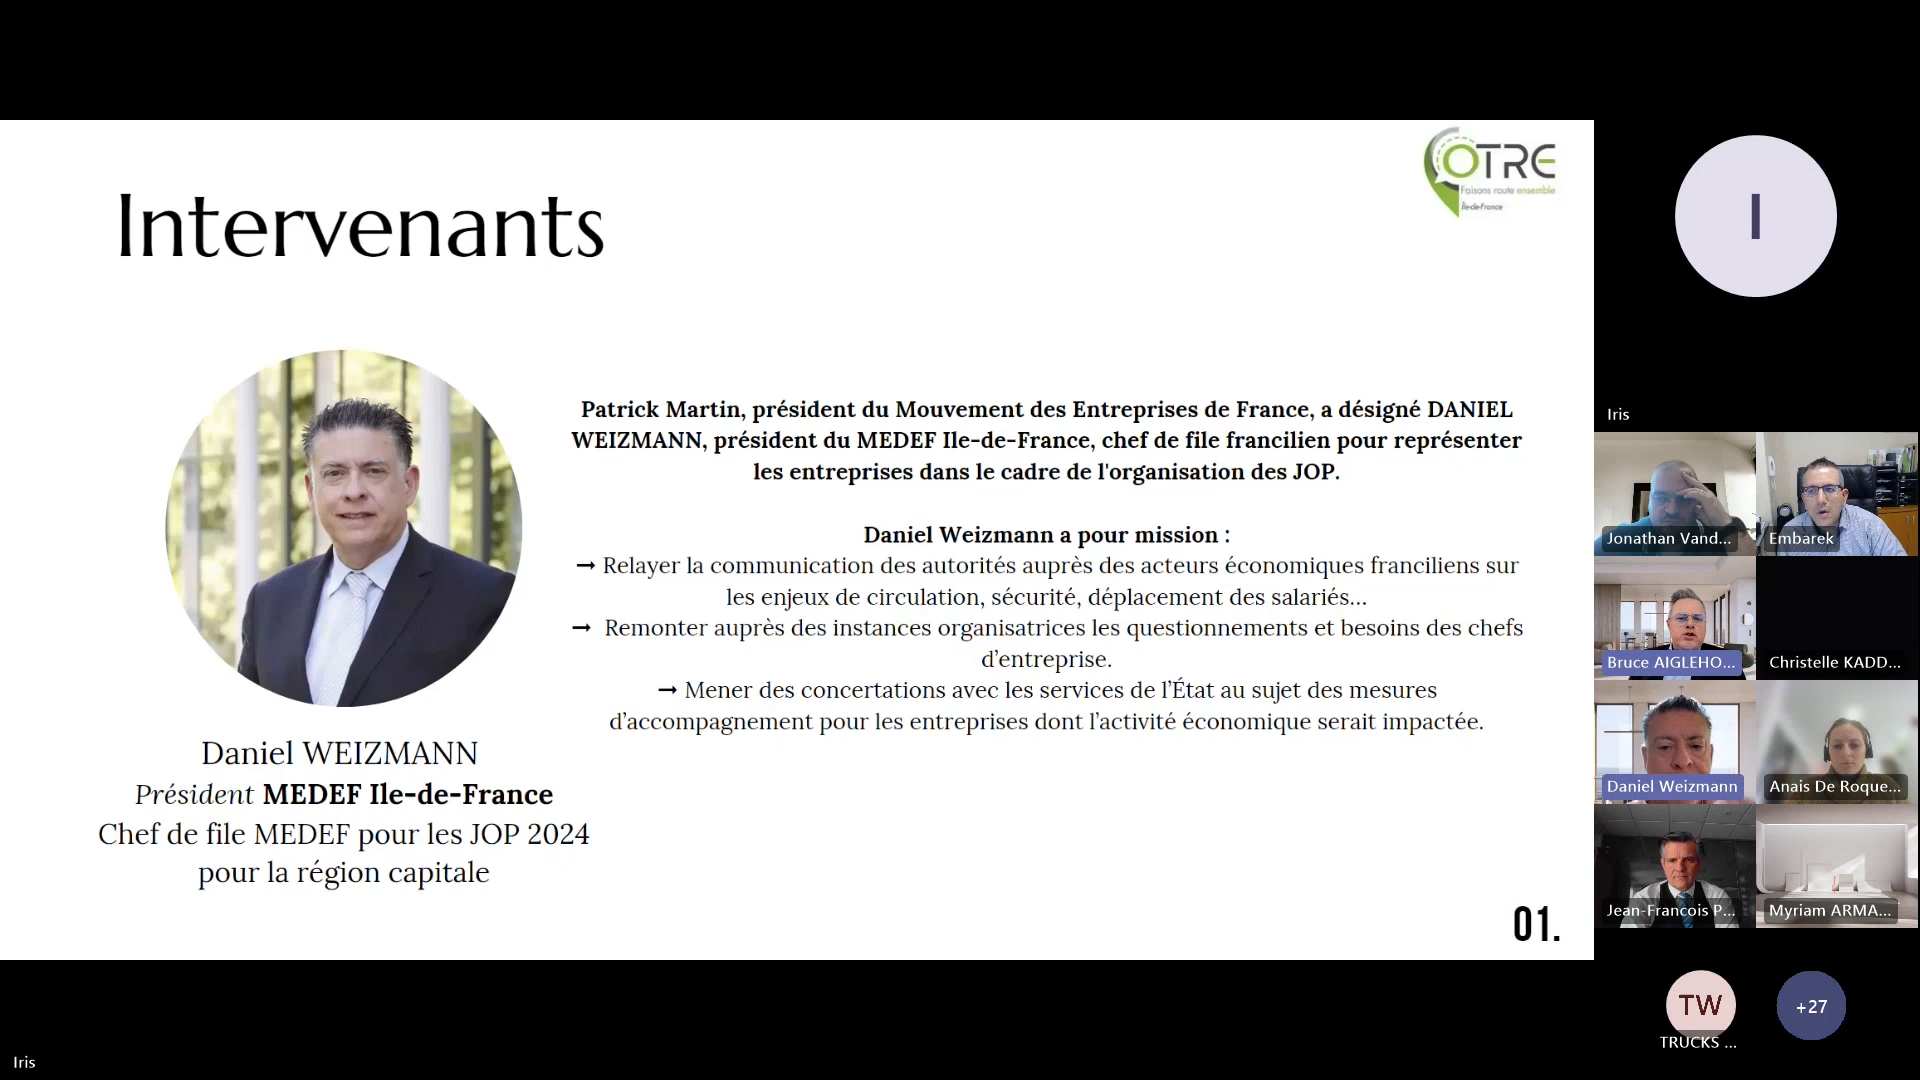 OTRE
Faisons route ensemble
Île-de-France
Intervenants
Patrick Martin, président du Mouvement des Entreprises de France, a désigné DANIEL
WEIZMANN, président du MEDEF Ile-de-France, chef de file francilien pour représenter
les entreprises dans le cadre de l'organisation des JOP.
Daniel Weizmann a pour mission :
→ Relayer la communication des autorités auprès des acteurs économiques franciliens sur
les enjeux de circulation, sécurité, déplacement des salariés...
→ Remonter auprès des instances organisatrices les questionnements et besoins des chefs
d’entreprise.
→ Mener des concertations avec les services de l’État au sujet des mesures
d’accompagnement pour les entreprises dont l’activité économique serait impactée.
Daniel WEIZMANN
Président MEDEF Ile-de-France
Chef de file MEDEF pour les JOP 2024
pour la région capitale
01.
I
Iris
Jonathan Vand...
Embarek
Bruce AIGLEHO...
Christelle KADD...
Daniel Weizmann
Anais De Roque...
Jean-Francois P...
Myriam ARMA...
TW
+27
TRUCKS ...
Iris